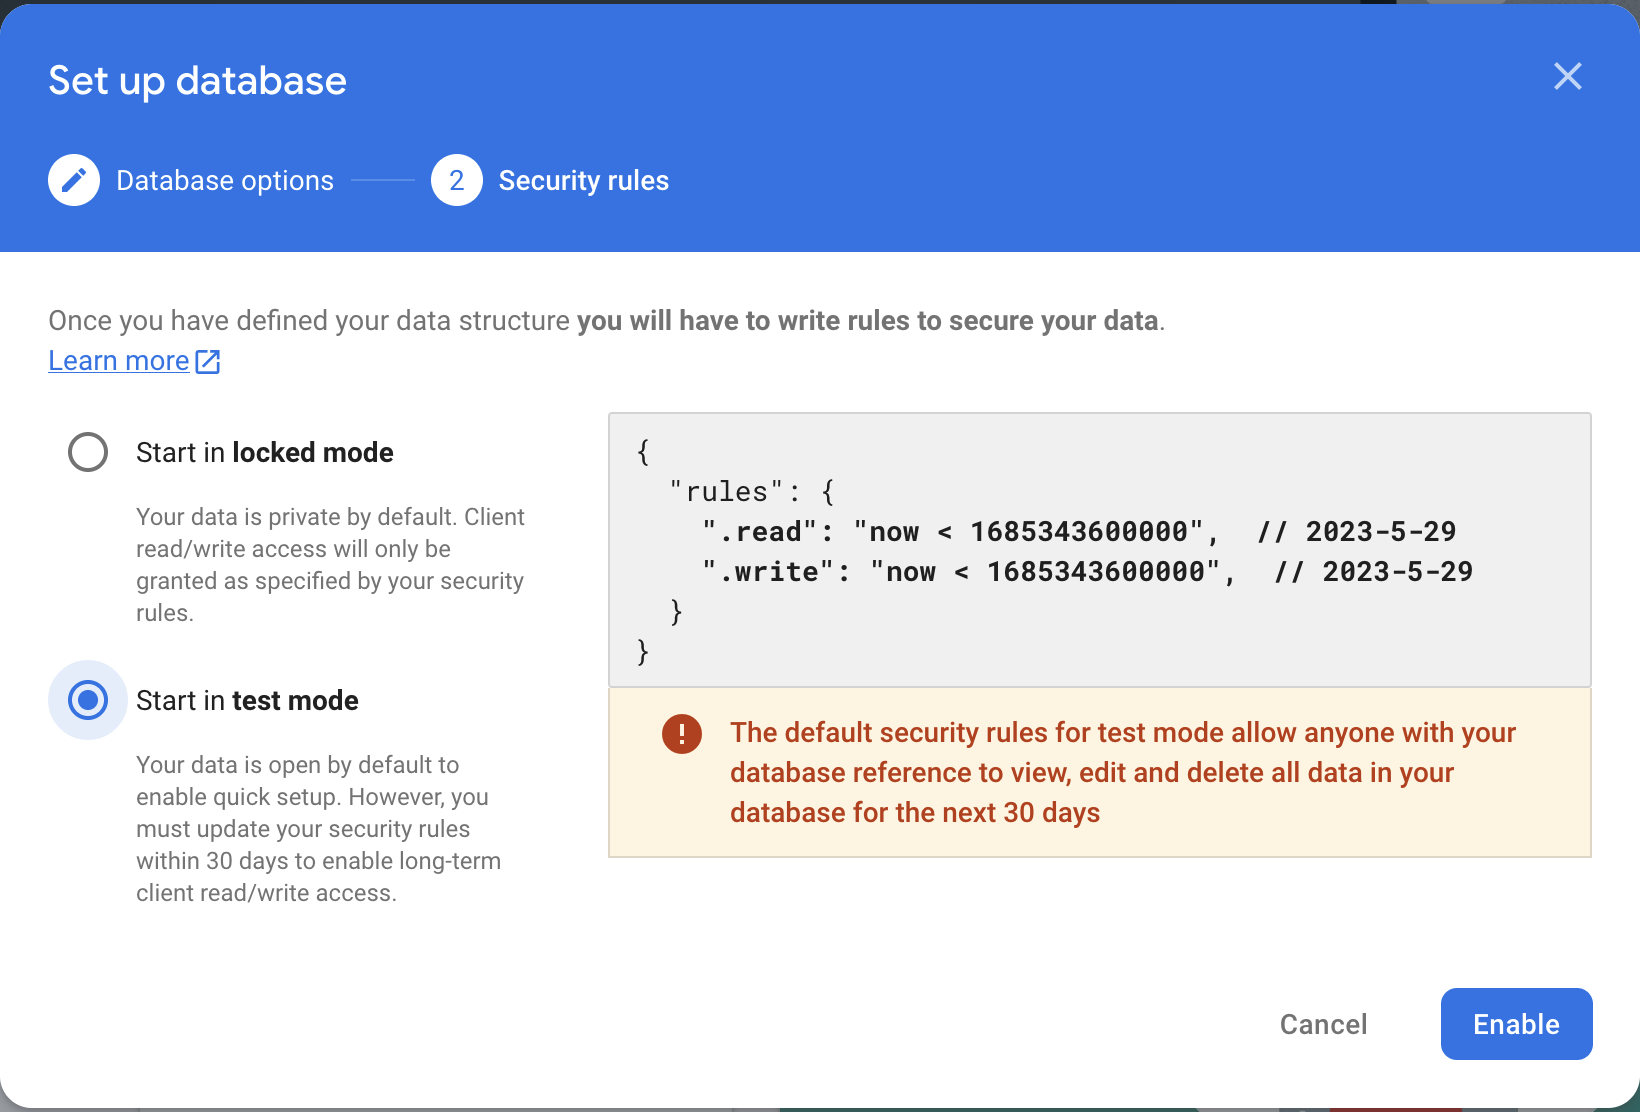 Set up database
Database options
2 Security rules
Once you have defined your data structure you will have to write rules to secure your data.
Learn more
Start in locked mode
Your data is private by default. Client
read/write access will only be
granted as specified by your security
rules.
Start in test mode
Your data is open by default to
enable quick setup. However, you
must update your security rules
within 30 days to enable long-term
client read/write access.
{
  "rules": {
    ".read": "now < 1685343600000",  // 2023-5-29
    ".write": "now < 1685343600000",  // 2023-5-29
  }
}
The default security rules for test mode allow anyone with your
database reference to view, edit and delete all data in your
database for the next 30 days
Cancel
Enable